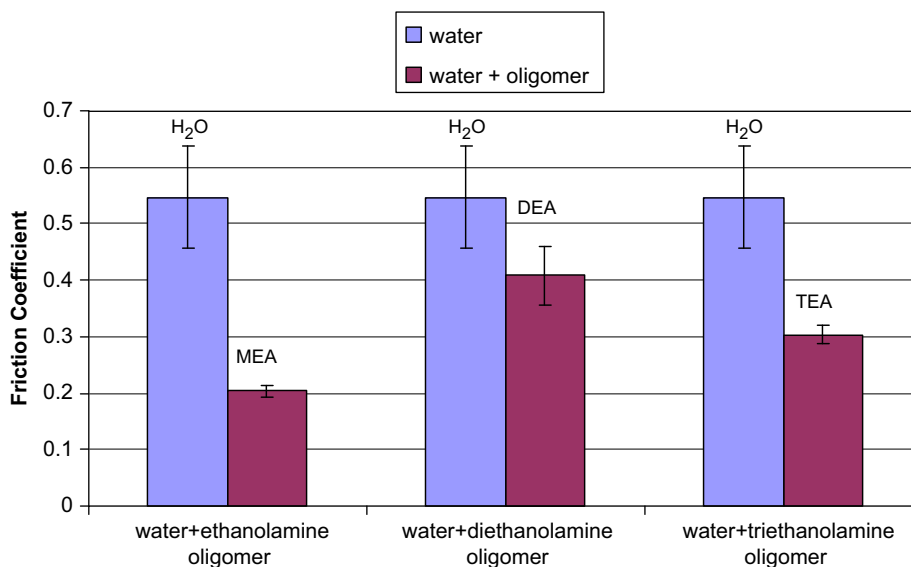 water
water + oligomer
Friction Coefficient
0.7
0.6
0.5
0.4
0.3
0.2
0.1
0
H₂O
MEA
H₂O
DEA
H₂O
TEA
water+ethanolamine
oligomer
water+diethanolamine
oligomer
water+triethanolamine
oligomer